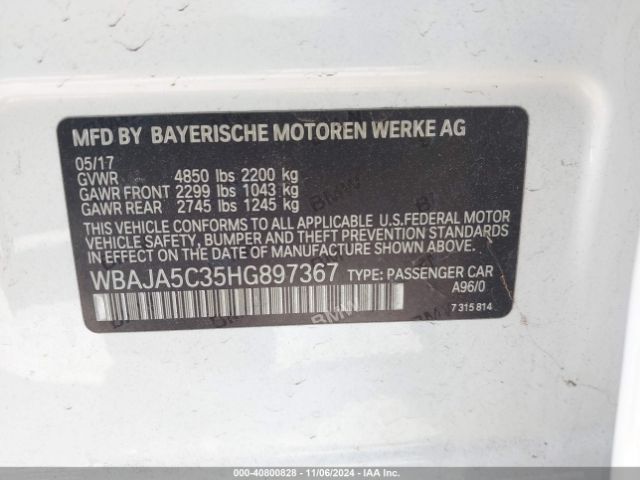 MFD BY BAYERISCHE MOTOREN WERKE AG
05/17
GVWR 4850 lbs 2200 kg
GAWR FRONT 2299 lbs 1043 kg
GAWR REAR 2745 lbs 1245 kg
THIS VEHICLE CONFORMS TO ALL APPLICABLE U.S.FEDERAL MOTOR
VEHICLE SAFETY, BUMPER AND THEFT PREVENTION STANDARDS
IN EFFECT ON THE DATE OF MANUFACTURE SHOWN ABOVE.
WBAJA5C35HG897367 TYPE: PASSENGER CAR
A96/0
7 315 814
BMW
000-40800828 - 11/06/2024 - IAA Inc.